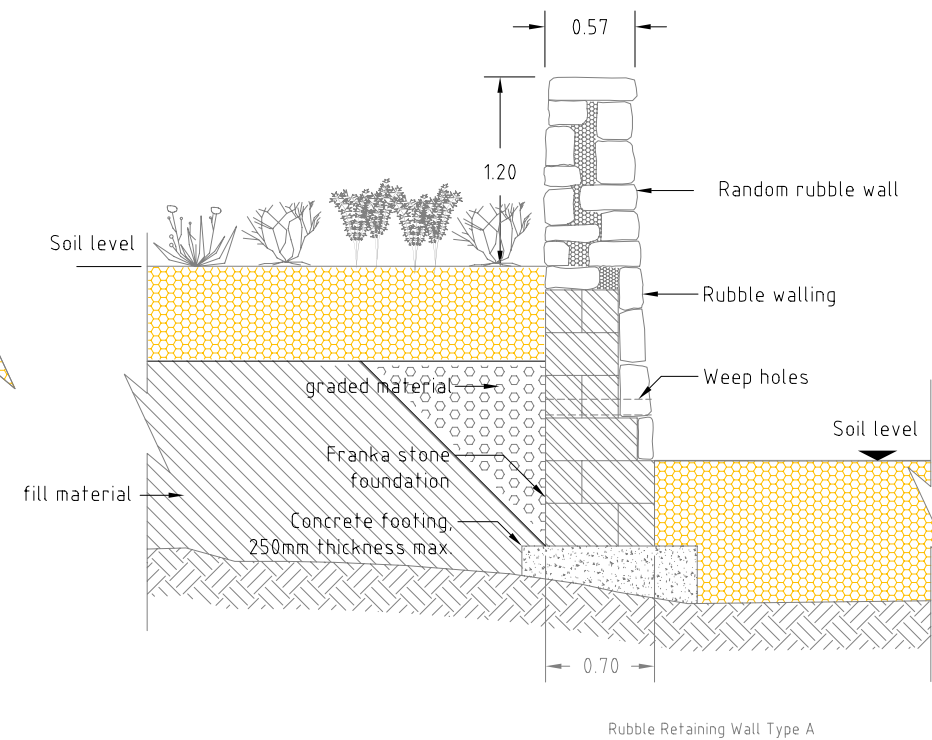 0.57
1.20
Random rubble wall
Soil level
Rubble walling
Weep holes
graded material
Soil level
Franka stone
foundation
fill material
Concrete footing,
250mm thickness max.
0.70
Rubble Retaining Wall Type A